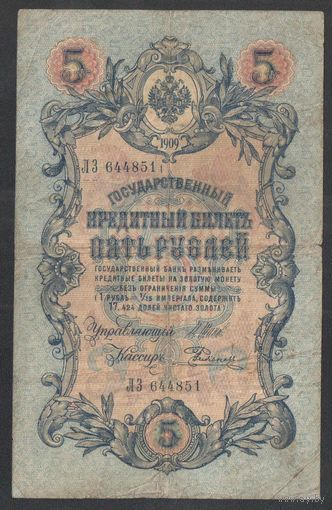 5 5
1909
ЛЗ 644851
ГОСУДАРСТВЕННЫЙ
КРЕДИТНЫЙ БИЛЕТЪ
ПЯТЬ РУБЛЕЙ
ГОСУДАРСТВЕННЫЙ БАНКЪ РАЗМѢНИВАЕТЪ
КРЕДИТНЫЕ БИЛЕТЫ НА ЗОЛОТУЮ МОНЕТУ
БЕЗЪ ОГРАНИЧЕНІЯ СУММЫ
(1 РУБЛЬ = 1/15 ИМПЕРІАЛА, СОДЕРЖИТЪ
17,424 ДОЛЕЙ ЧИСТАГО ЗОЛОТА)
Управляющій
Кассиръ
ЛЗ 644851
5